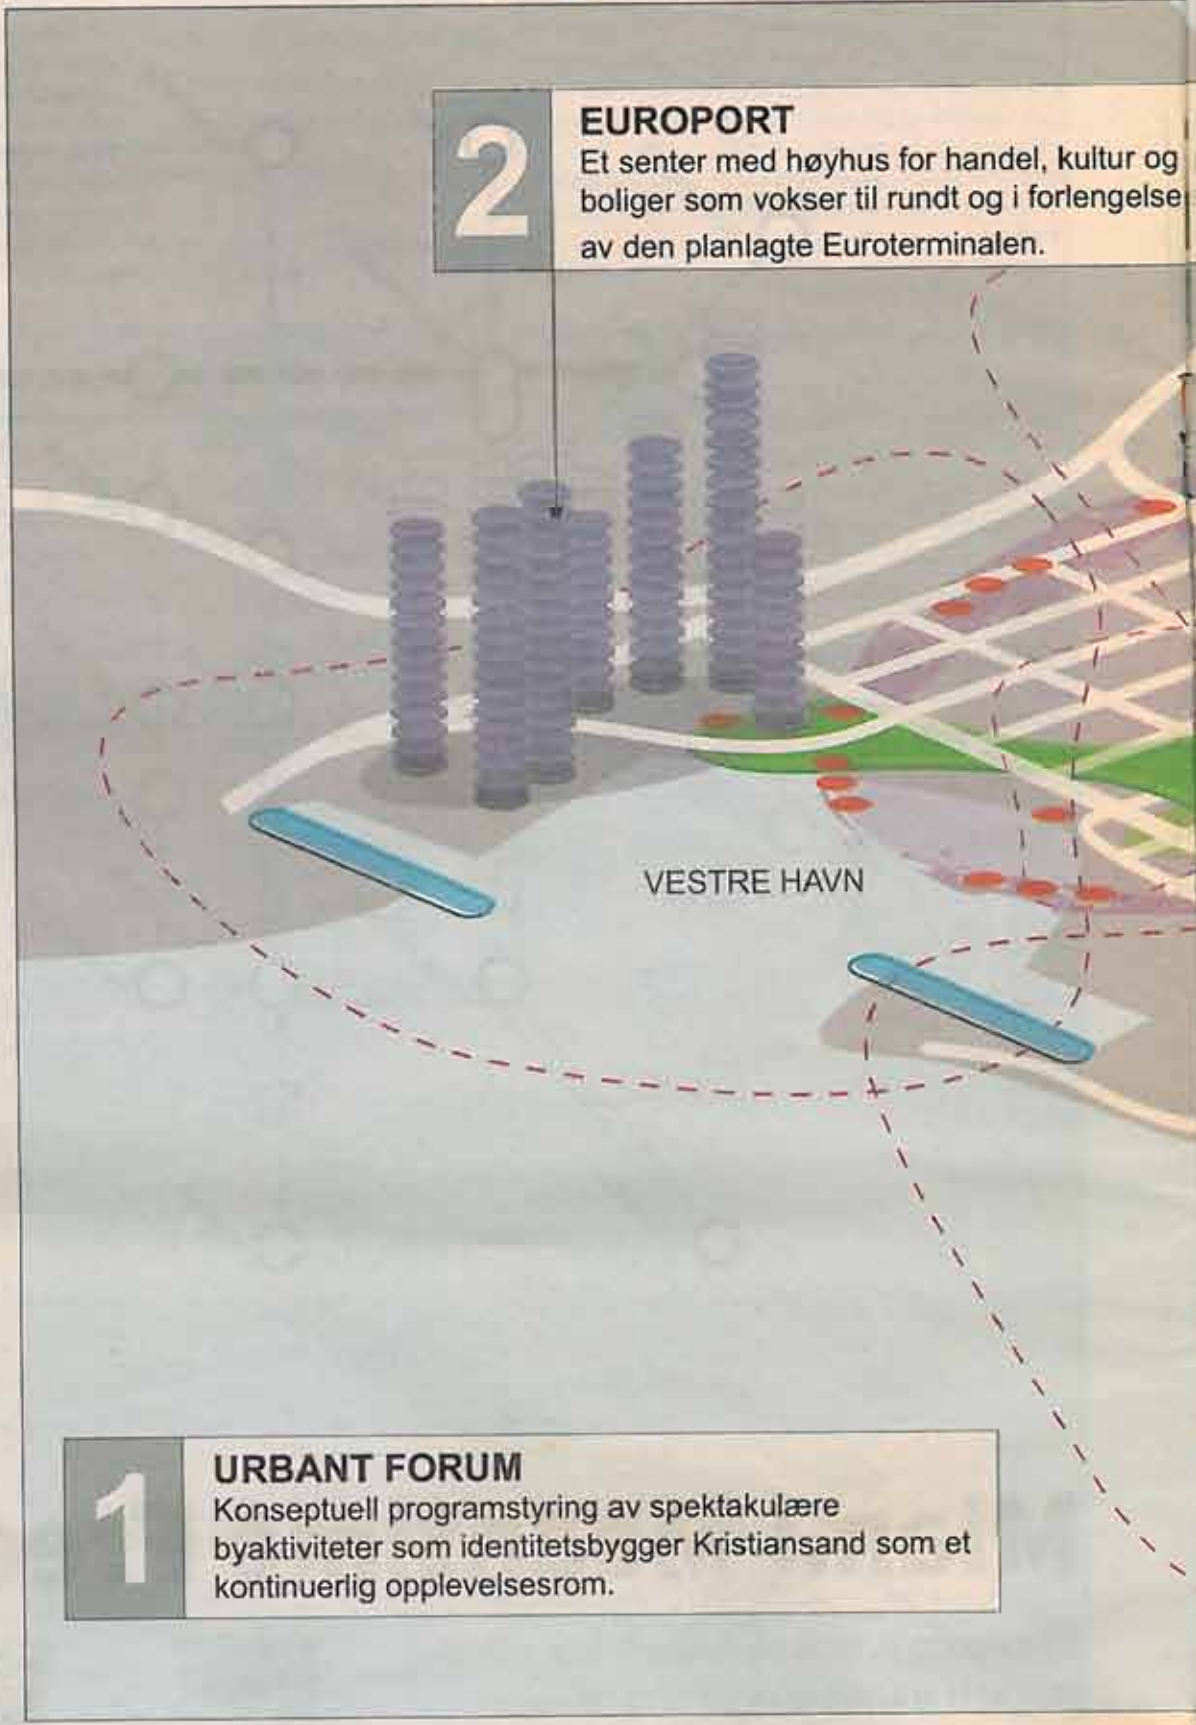 2
EUROPORT
Et senter med høyhus for handel, kultur og
boliger som vokser til rundt og i forlengelse
av den planlagte Euroterminalen.
VESTRE HAVN
1
URBANT FORUM
Konseptuell programstyring av spektakulære
byaktiviteter som identitetsbygger Kristiansand som et
kontinuerlig opplevelsesrom.